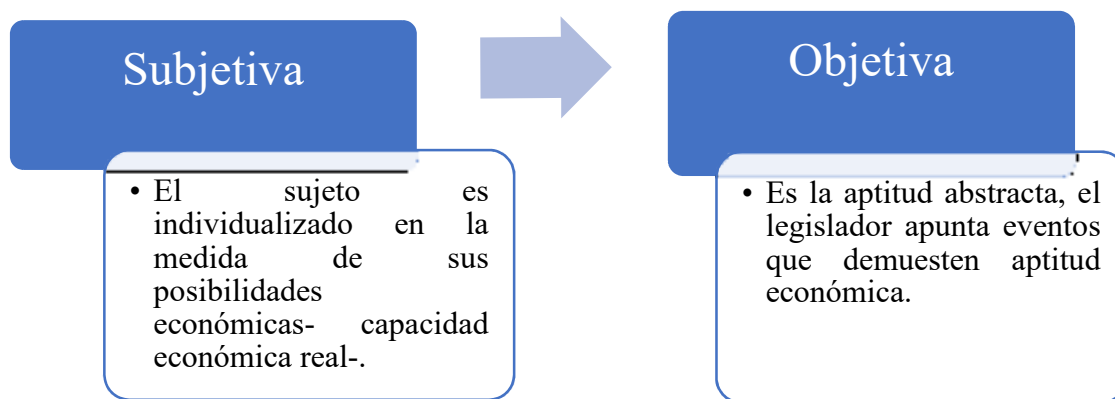 Subjetiva
• El sujeto es
individualizado en la
medida de sus
posibilidades
económicas- capacidad
económica real-.
Objetiva
• Es la aptitud abstracta, el
legislador apunta eventos
que demuesten aptitud
económica.